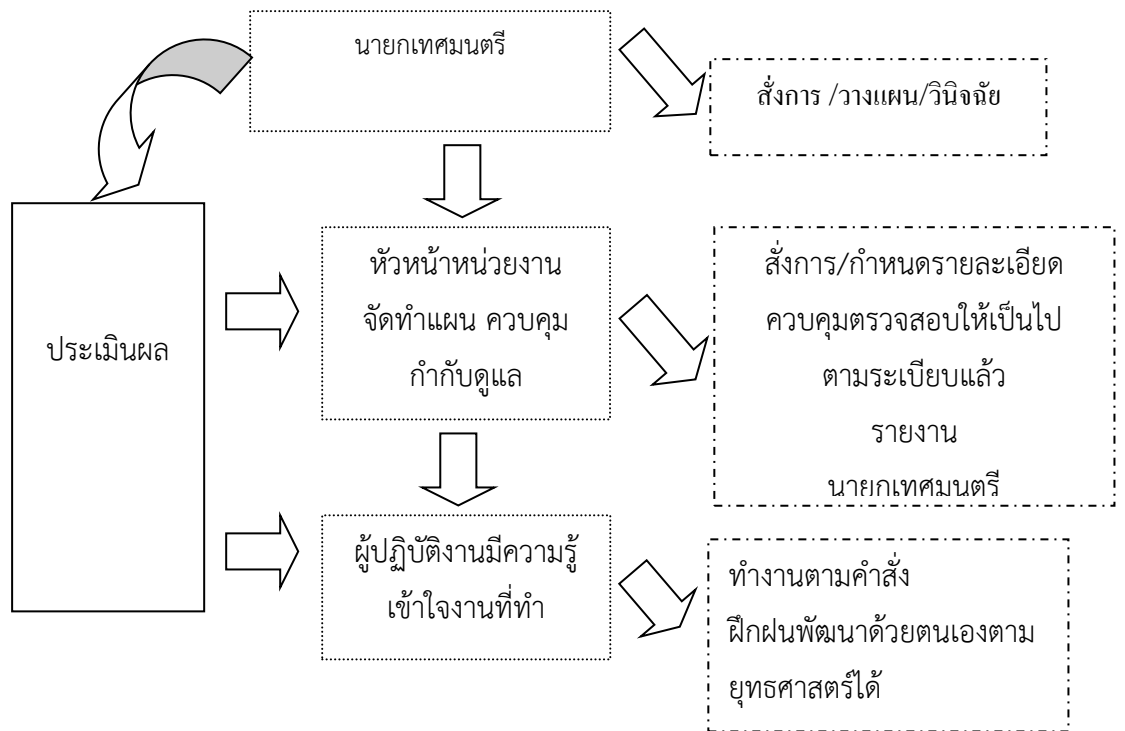 นายกเทศมนตรี
สั่งการ /วางแผน/วินิจฉัย
ประเมินผล
หัวหน้าหน่วยงาน
จัดทำแผน ควบคุม
กำกับดูแล
สั่งการ/กำหนดรายละเอียด
ควบคุมตรวจสอบให้เป็นไป
ตามระเบียบแล้ว
รายงาน
นายกเทศมนตรี
ผู้ปฏิบัติงานมีความรู้
เข้าใจงานที่ทำ
ทำงานตามคำสั่ง
ฝึกฝนพัฒนาด้วยตนเองตาม
ยุทธศาสตร์ได้